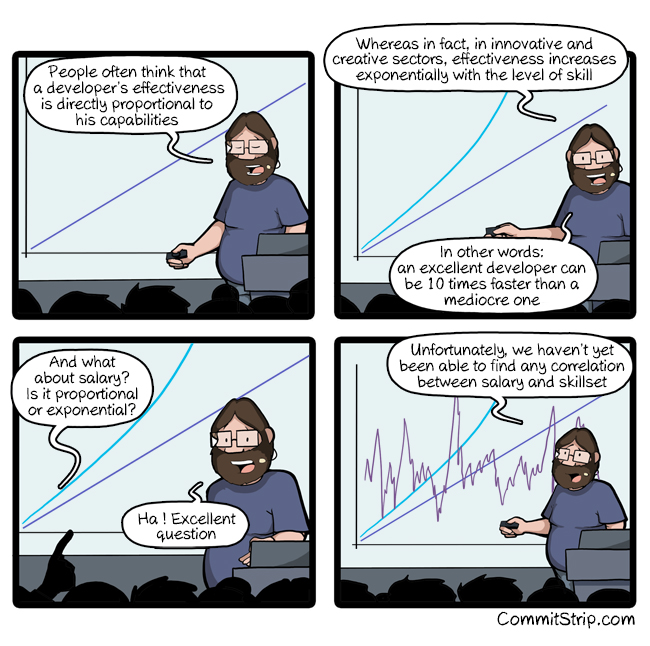 People often think that
a developer's effectiveness
is directly proportional to
his capabilities
Whereas in fact, in innovative and
creative sectors, effectiveness increases
exponentially with the level of skill
In other words:
an excellent developer can
be 10 times faster than a
mediocre one
And what
about salary?
Is it proportional
or exponential?
Ha ! Excellent
question
Unfortunately, we haven't yet
been able to find any correlation
between salary and skillset
CommitStrip.com